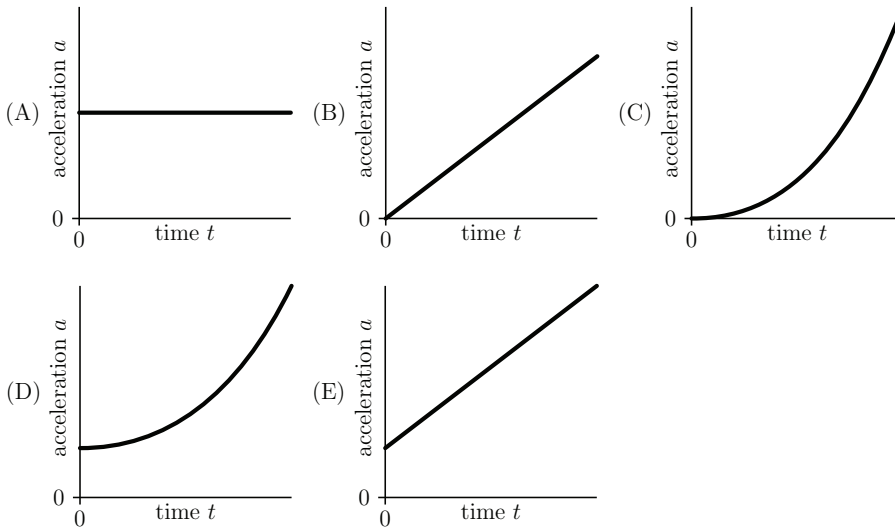 acceleration a
(A)
0
0
time t
acceleration a
(B)
0
0
time t
acceleration a
(C)
0
0
time t
acceleration a
(D)
0
0
time t
acceleration a
(E)
0
0
time t